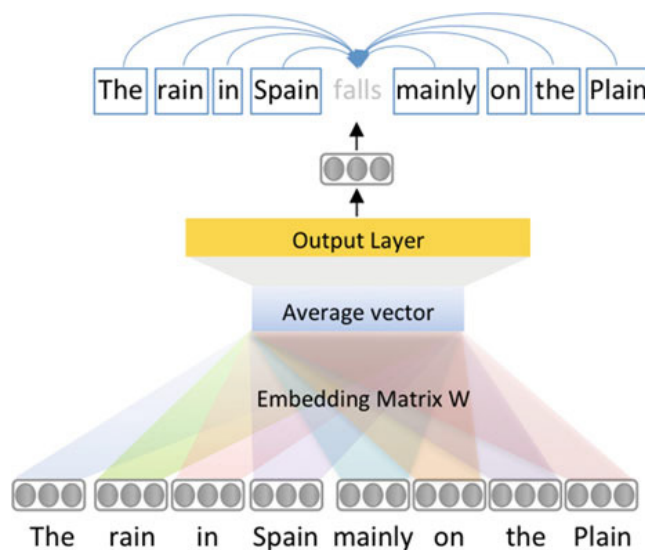 The rain in Spain falls mainly on the Plain
Output Layer
Average vector
Embedding Matrix W
The rain in Spain mainly on the Plain